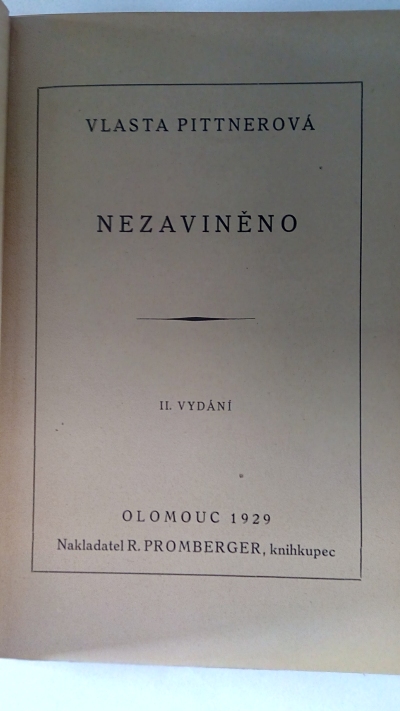 VLASTA PITTNEROVÁ
NEZAVINĚNO
II. VYDÁNÍ
OLOMOUC 1929
Nakladatel R. PROMBERGER, knihkupec